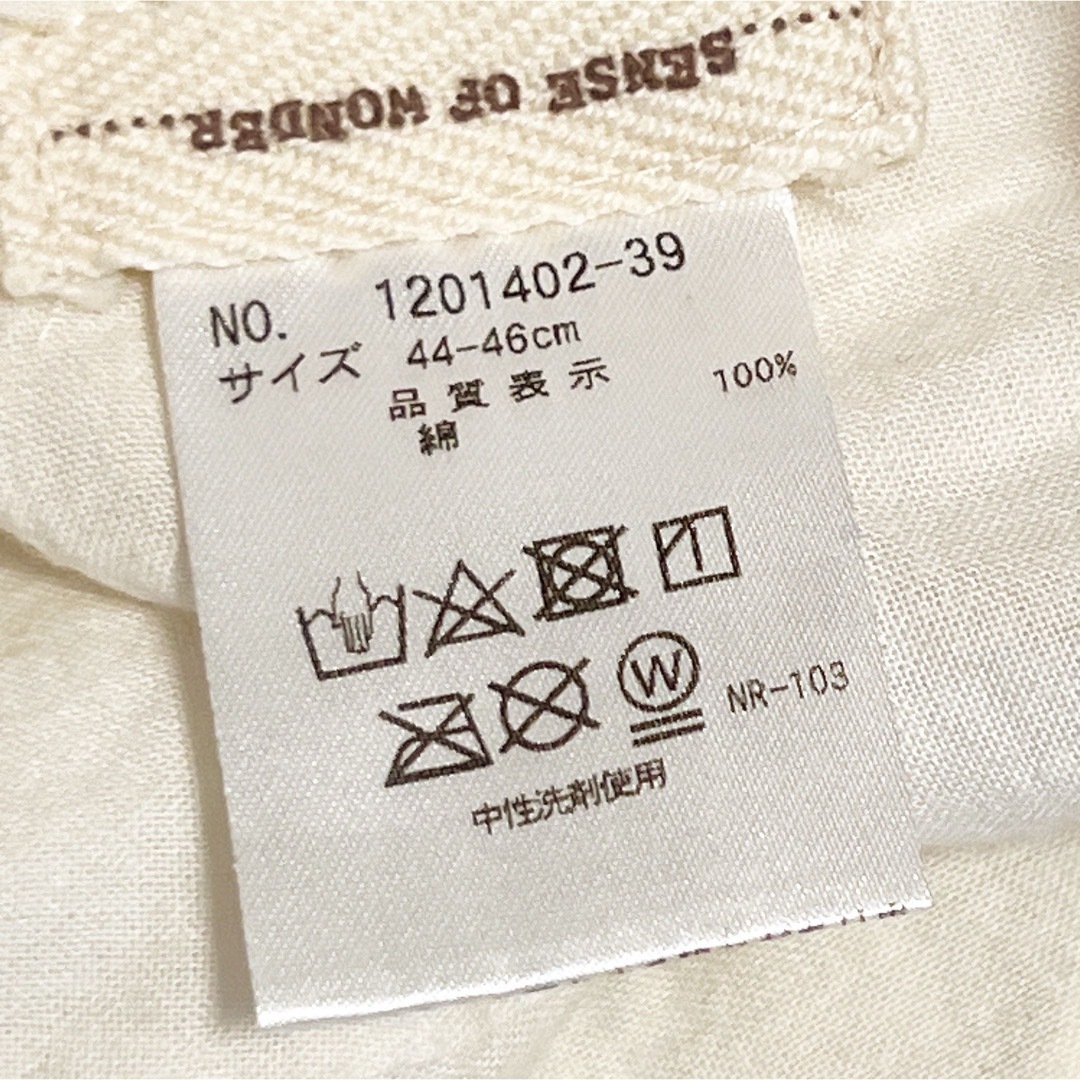 SENSE OF WONDER
NO. 1201402-39
サイズ 44-46cm
品質表示
綿 100%
W
NR-103
中性洗剤使用